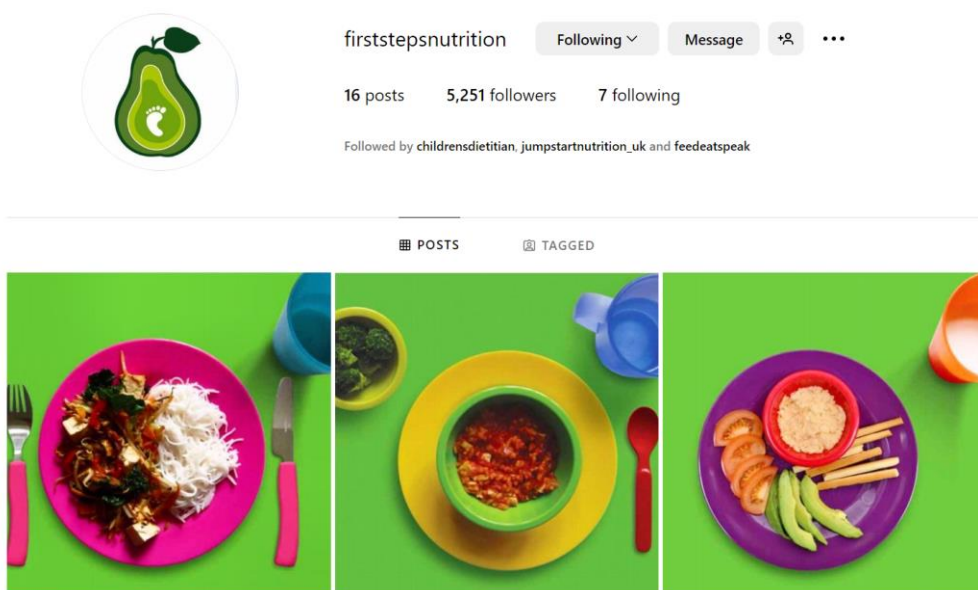 firststepsnutrition Following Message
16 posts 5,251 followers 7 following
Followed by childrensdietitian, jumpstartnutrition_uk and feedeatspeak
POSTS TAGGED